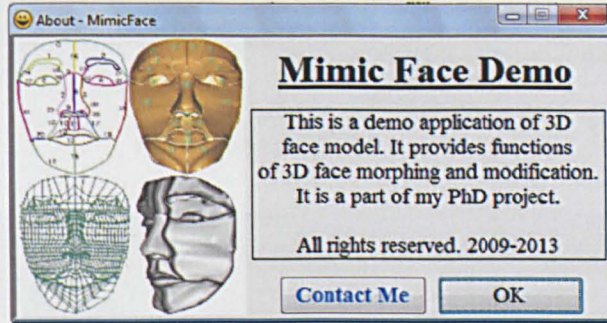 About - MimicFace
Mimic Face Demo
This is a demo application of 3D
face model. It provides functions
of 3D face morphing and modification.
It is a part of my PhD project.
All rights reserved. 2009-2013
Contact Me
OK